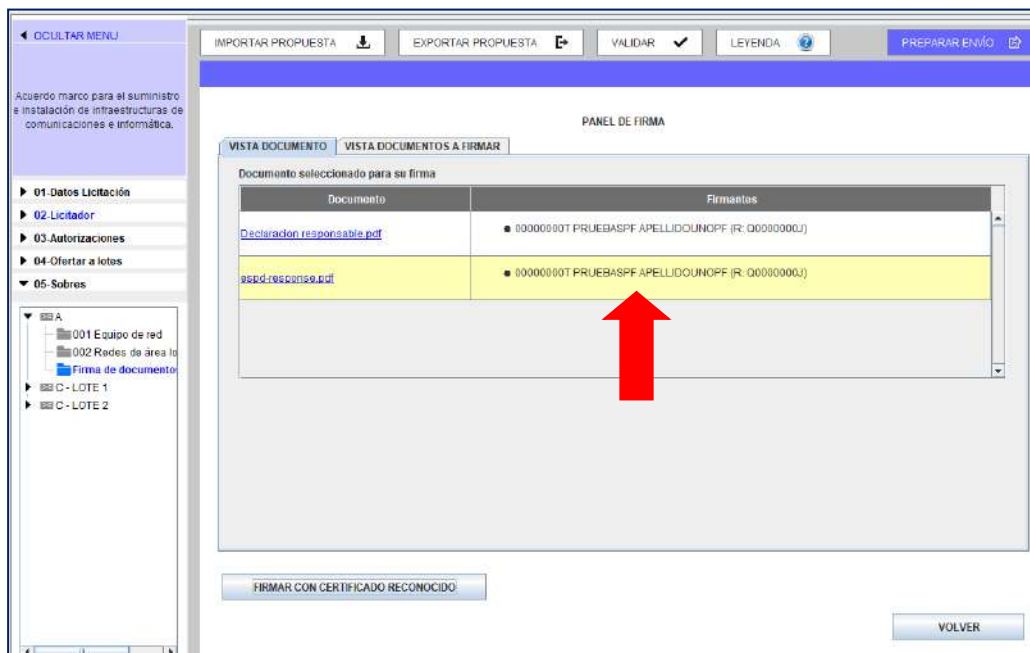 OCULTAR MENU
IMPORTAR PROPUESTA
EXPORTAR PROPUESTA
VALIDAR
LEYENDA
PREPARAR ENVÍO
Acuerdo marco para el suministro
e instalación de infraestructuras de
comunicaciones e informática.
PANEL DE FIRMA
VISTA DOCUMENTO
VISTA DOCUMENTOS A FIRMAR
Documento seleccionado para su firma
Documento
Firmantes
Declaracion responsable.pdf
00000000T PRUEBASPF APELLIDOUNOPF (R: Q0000000J)
espd-response.pdf
00000000T PRUEBASPF APELLIDOUNOPF (R: Q0000000J)
01-Datos Licitación
02-Licitador
03-Autorizaciones
04-Ofertar a lotes
05-Sobres
A
001 Equipo de red
002 Redes de área lo
Firma de documento
C - LOTE 1
C - LOTE 2
FIRMAR CON CERTIFICADO RECONOCIDO
VOLVER